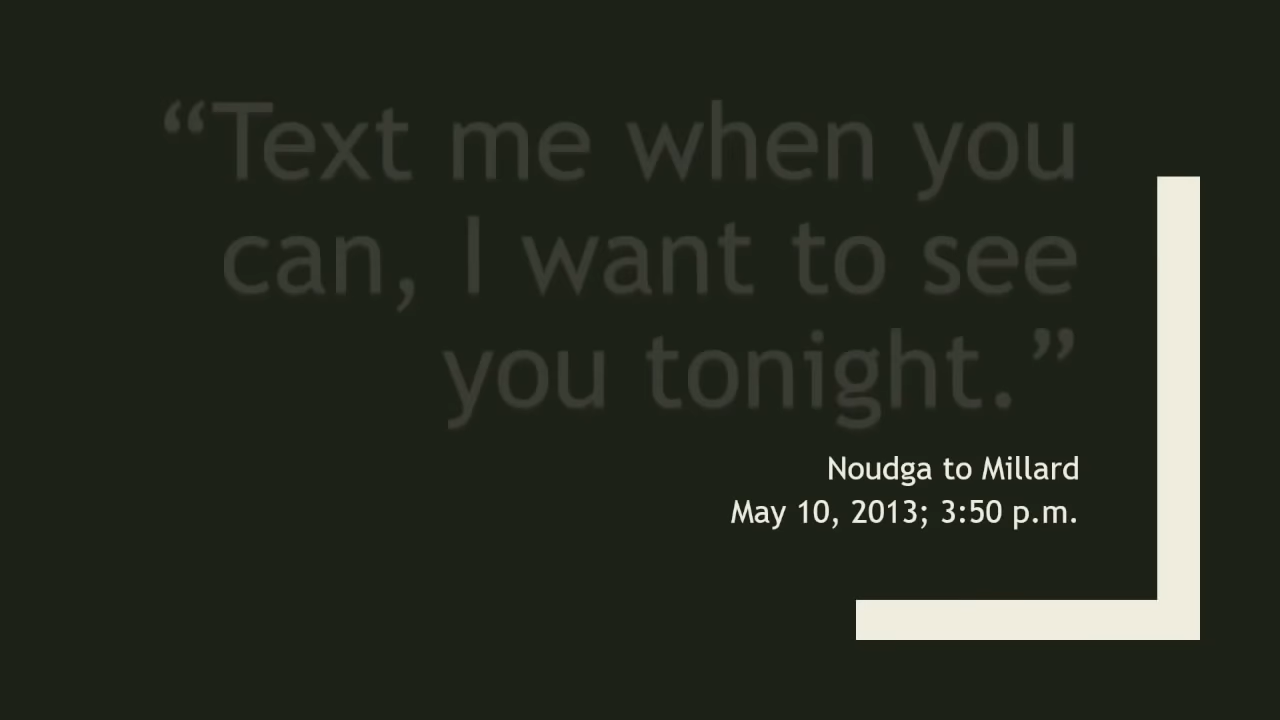 “Text me when you
can, I want to see
you tonight.”
Noudga to Millard
May 10, 2013; 3:50 p.m.